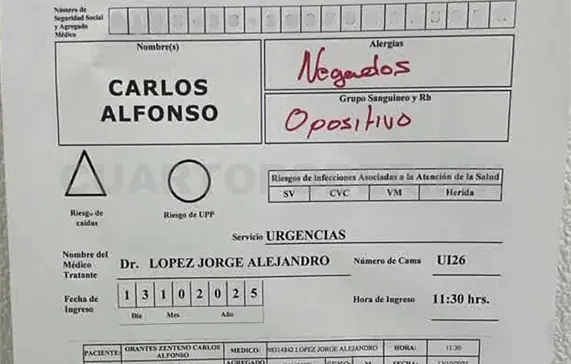 Número de
Seguridad Social
y Agregado
Médico
Nombre(s)
CARLOS
ALFONSO
Alergias
Negados
Grupo Sanguineo y Rh
O positivo
Riesgo de
caídas
Riesgo de UPP
Riesgos de infecciones Asociadas a la Atención de la Salud
SV CVC VM Herida
Servicio URGENCIAS
Nombre del
Médico
Tratante
Dr. LOPEZ JORGE ALEJANDRO
Número de Cama UI26
Fecha de
Ingreso
1 3 1 0 2 0 2 5
Dia Mes Año
Hora de Ingreso 11:30 hrs.
PACIENTE: ORANTES ZENTENO CARLOS
ALFONSO
MEDICO: 98314842 LOPEZ JORGE ALEJANDRO HORA: 11:30
AGREGADO